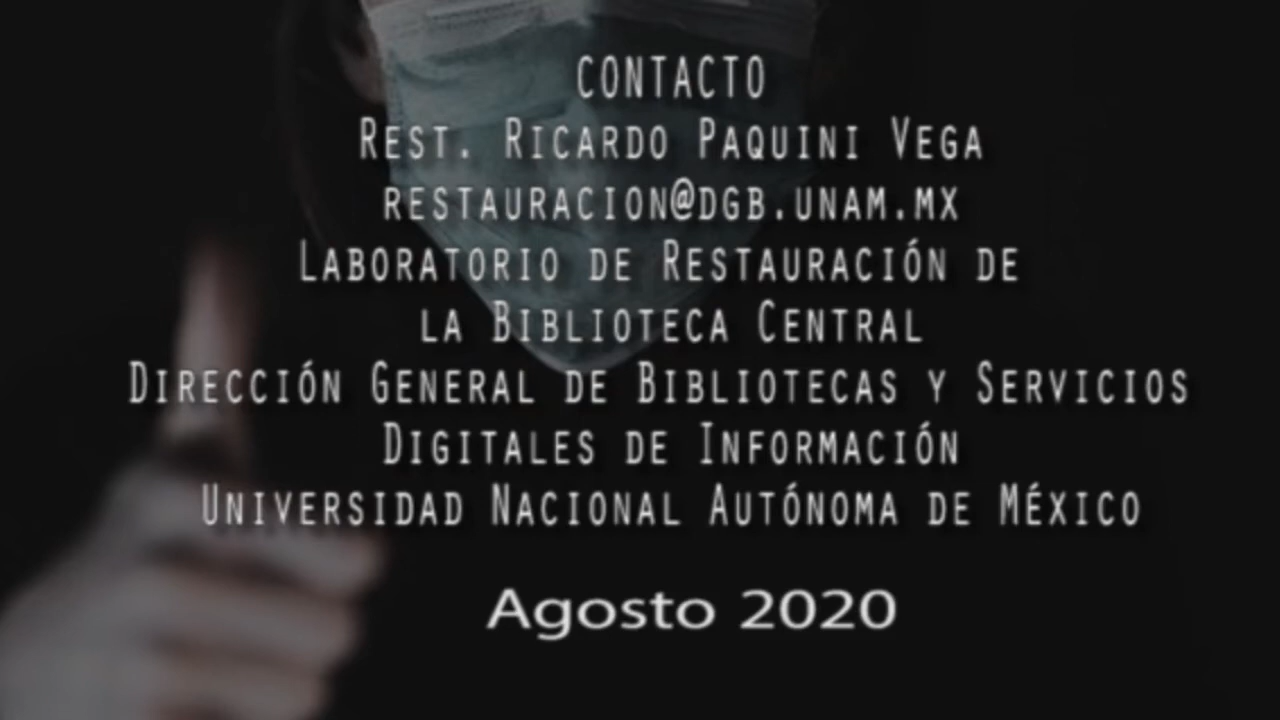 CONTACTO
Rest. Ricardo Paquini Vega
restauracion@dgb.unam.mx
Laboratorio de Restauración de
la Biblioteca Central
Dirección General de Bibliotecas y Servicios
Digitales de Información
Universidad Nacional Autónoma de México
Agosto 2020